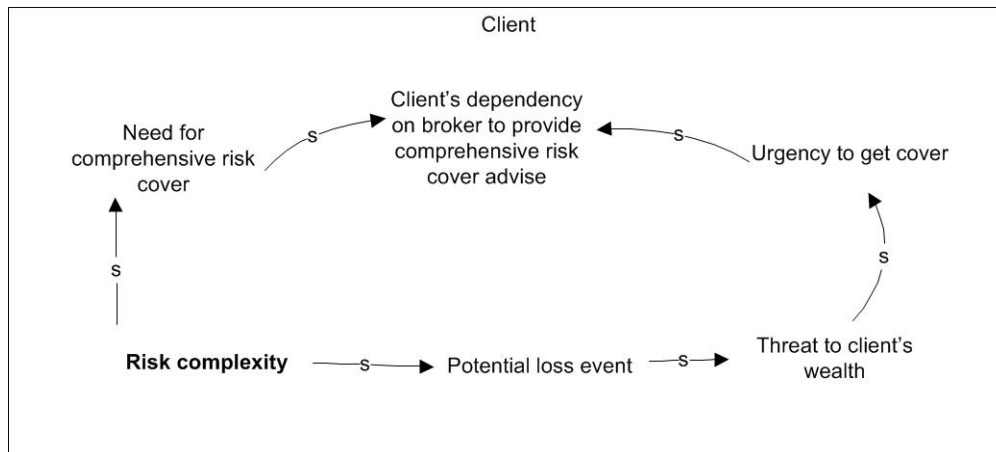 Client
Need for
comprehensive risk
cover
s
Client's dependency
on broker to provide
comprehensive risk
cover advise
s
Urgency to get cover
s
s
Risk complexity
s
Potential loss event
s
Threat to client's
wealth